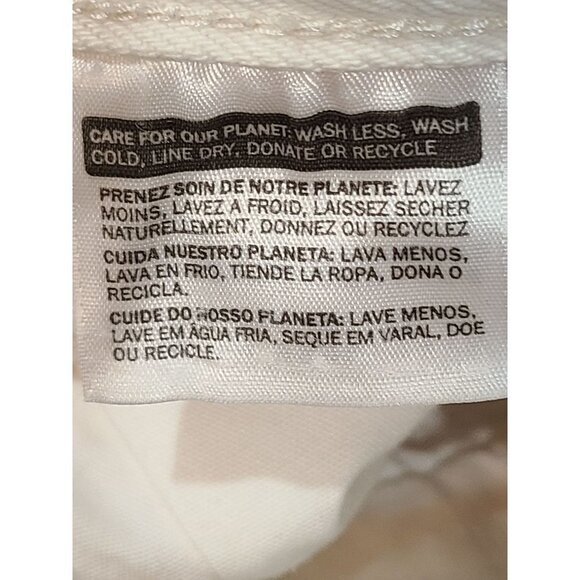 CARE FOR OUR PLANET: WASH LESS, WASH
COLD, LINE DRY, DONATE OR RECYCLE
PRENEZ SOIN DE NOTRE PLANETE: LAVEZ
MOINS, LAVEZ A FROID, LAISSEZ SECHER
NATURELLEMENT, DONNEZ OU RECYCLEZ
CUIDA NUESTRO PLANETA: LAVA MENOS,
LAVA EN FRIO, TIENDE LA ROPA, DONA O
RECICLA.
CUIDE DO NOSSO PLANETA: LAVE MENOS,
LAVE EM ÁGUA FRIA, SEQUE EM VARAL, DOE
OU RECICLE.